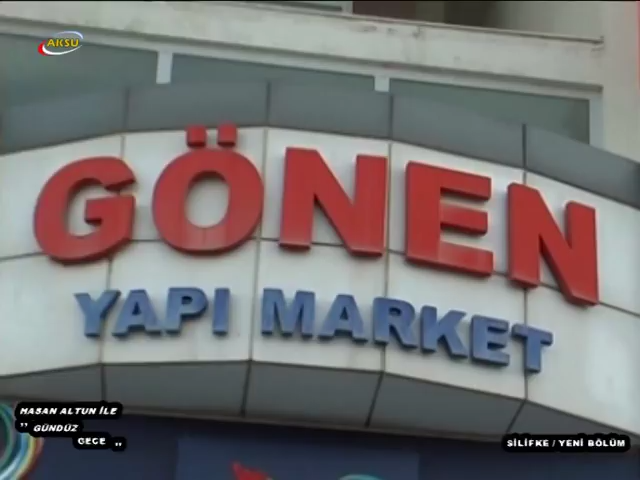 AKSU
GÖNEN
YAPI MARKET
HASAN ALTUN İLE
" GÜNDÜZ
GECE "
SİLİFKE / YENİ BÖLÜM